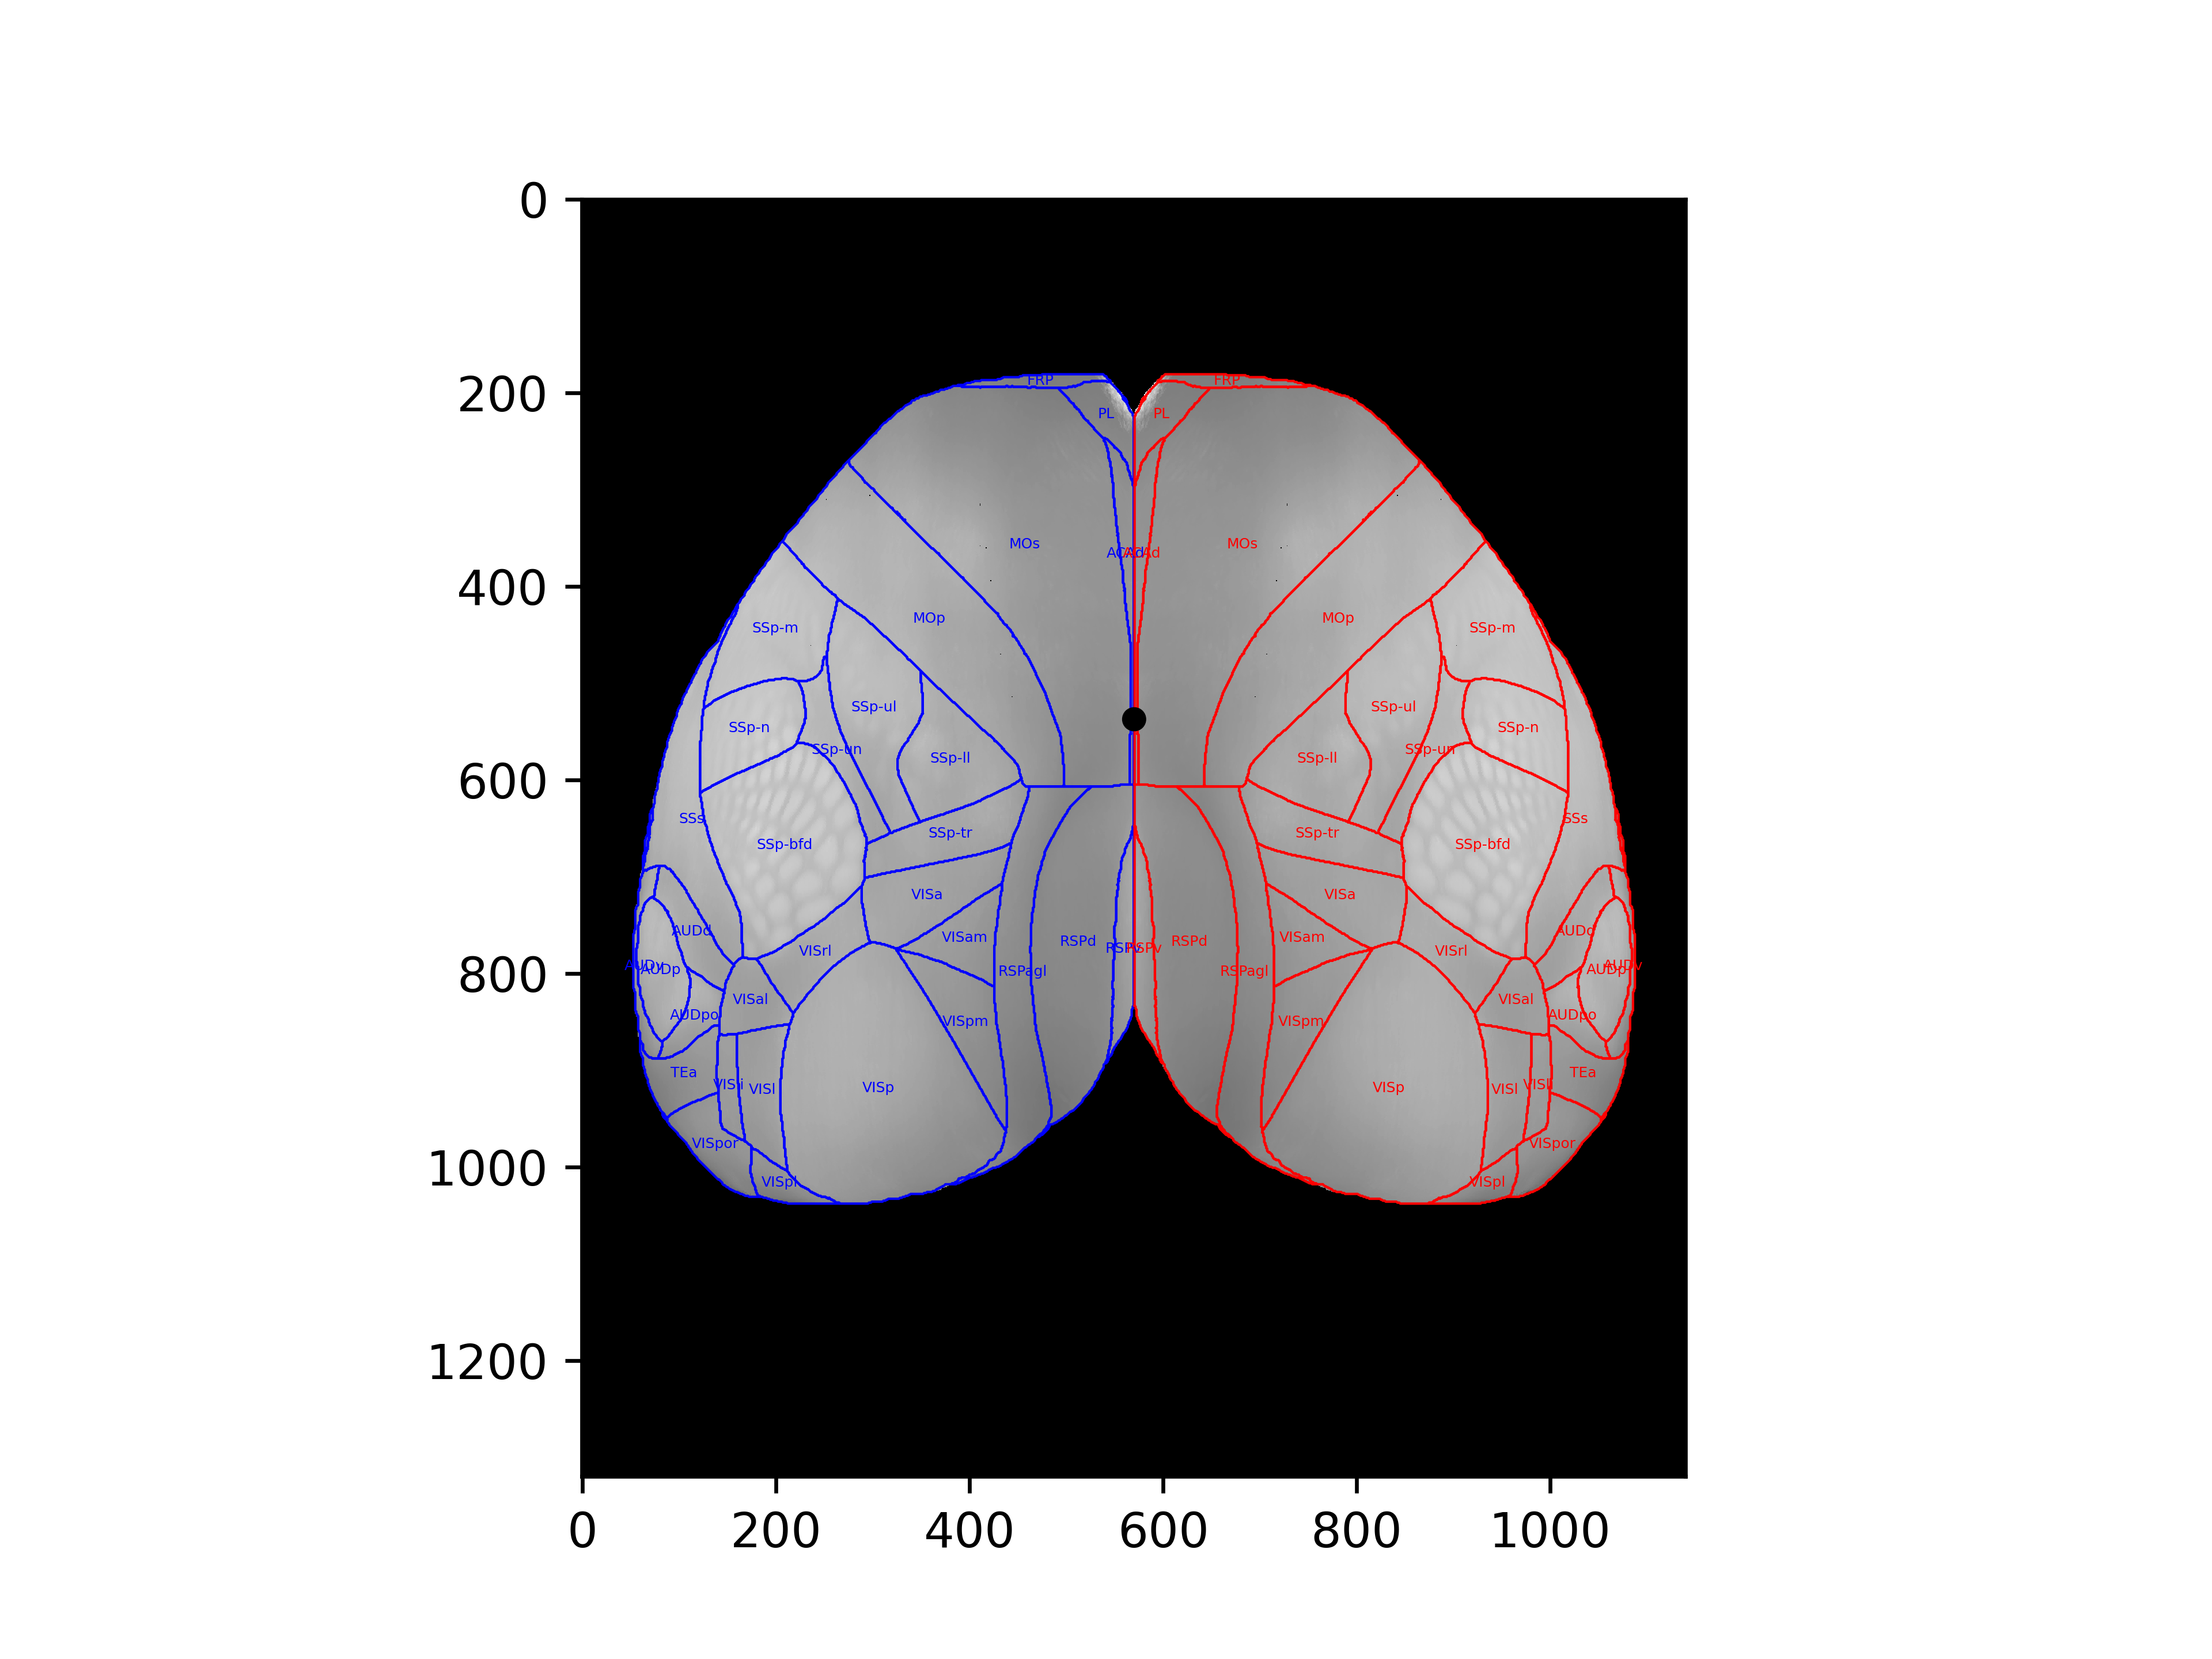 0
200
400
600
800
1000
1200
FRP FRP
PL PL
MOs ACAd ACAd MOs
MOp MOp
SSp-m SSp-m
SSp-ul SSp-ul
SSp-n SSp-n
SSp-un SSp-un
SSp-ll SSp-ll
SSs SSs
SSp-tr SSp-tr
SSp-bfd SSp-bfd
VISa VISa
AUDd AUDd
VISam RSPd RSPv RSPv RSPd VISam
VISrl VISrl
AUDv AUDp AUDp AUDv
RSPagl RSPagl
VISal VISal
AUDpo AUDpo
VISpm VISpm
TEa TEa
VISli VISl VISp VISp VISl VISli
VISpor VISpor
VISpl VISpl
0 200 400 600 800 1000